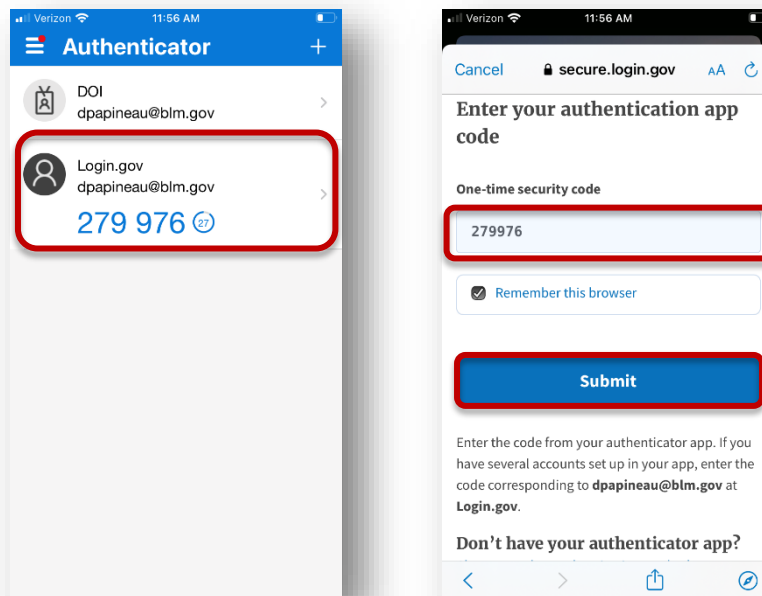 Verizon 11:56 AM
Authenticator
DOI
dpapineau@blm.gov
Login.gov
dpapineau@blm.gov
279 976 27
Verizon 11:56 AM
Cancel secure.login.gov AA
Enter your authentication app
code
One-time security code
279976
Remember this browser
Submit
Enter the code from your authenticator app. If you
have several accounts set up in your app, enter the
code corresponding to dpapineau@blm.gov at
Login.gov.
Don't have your authenticator app?